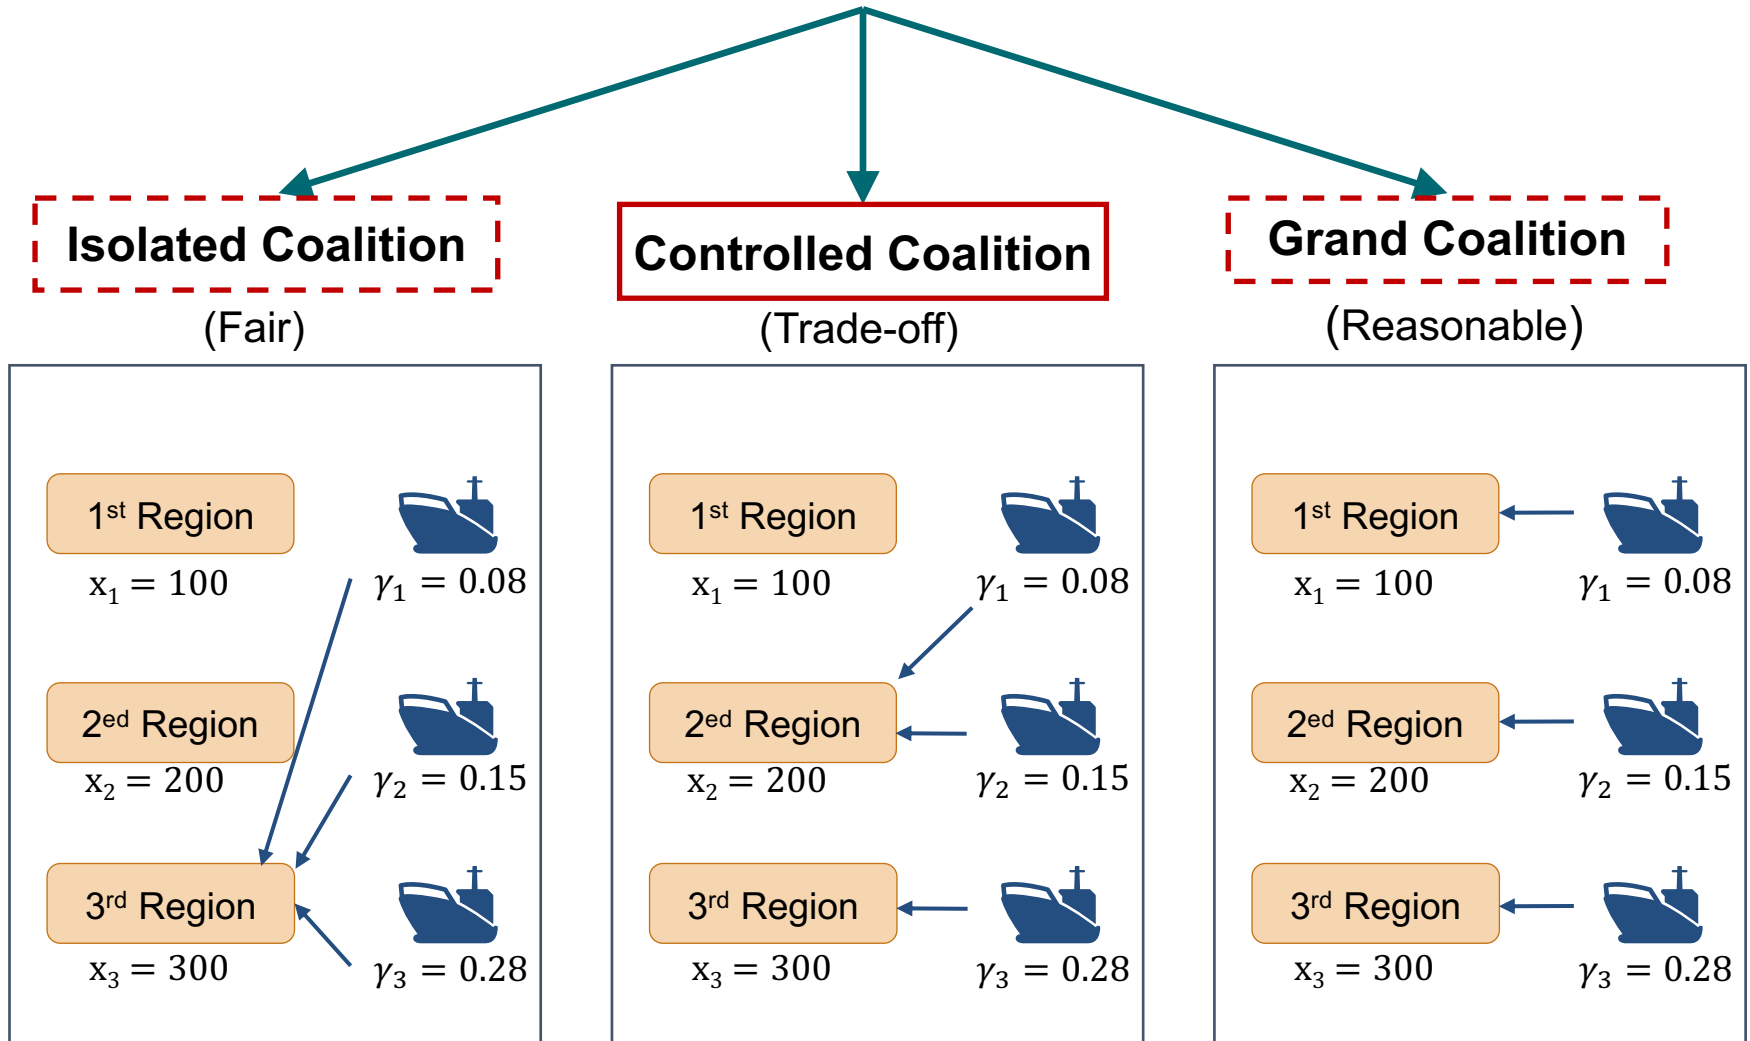 Isolated Coalition
(Fair)
1st Region
x₁ = 100
γ₁ = 0.08
2ed Region
x₂ = 200
γ₂ = 0.15
3rd Region
x₃ = 300
γ₃ = 0.28
Controlled Coalition
(Trade-off)
1st Region
x₁ = 100
γ₁ = 0.08
2ed Region
x₂ = 200
γ₂ = 0.15
3rd Region
x₃ = 300
γ₃ = 0.28
Grand Coalition
(Reasonable)
1st Region
x₁ = 100
γ₁ = 0.08
2ed Region
x₂ = 200
γ₂ = 0.15
3rd Region
x₃ = 300
γ₃ = 0.28